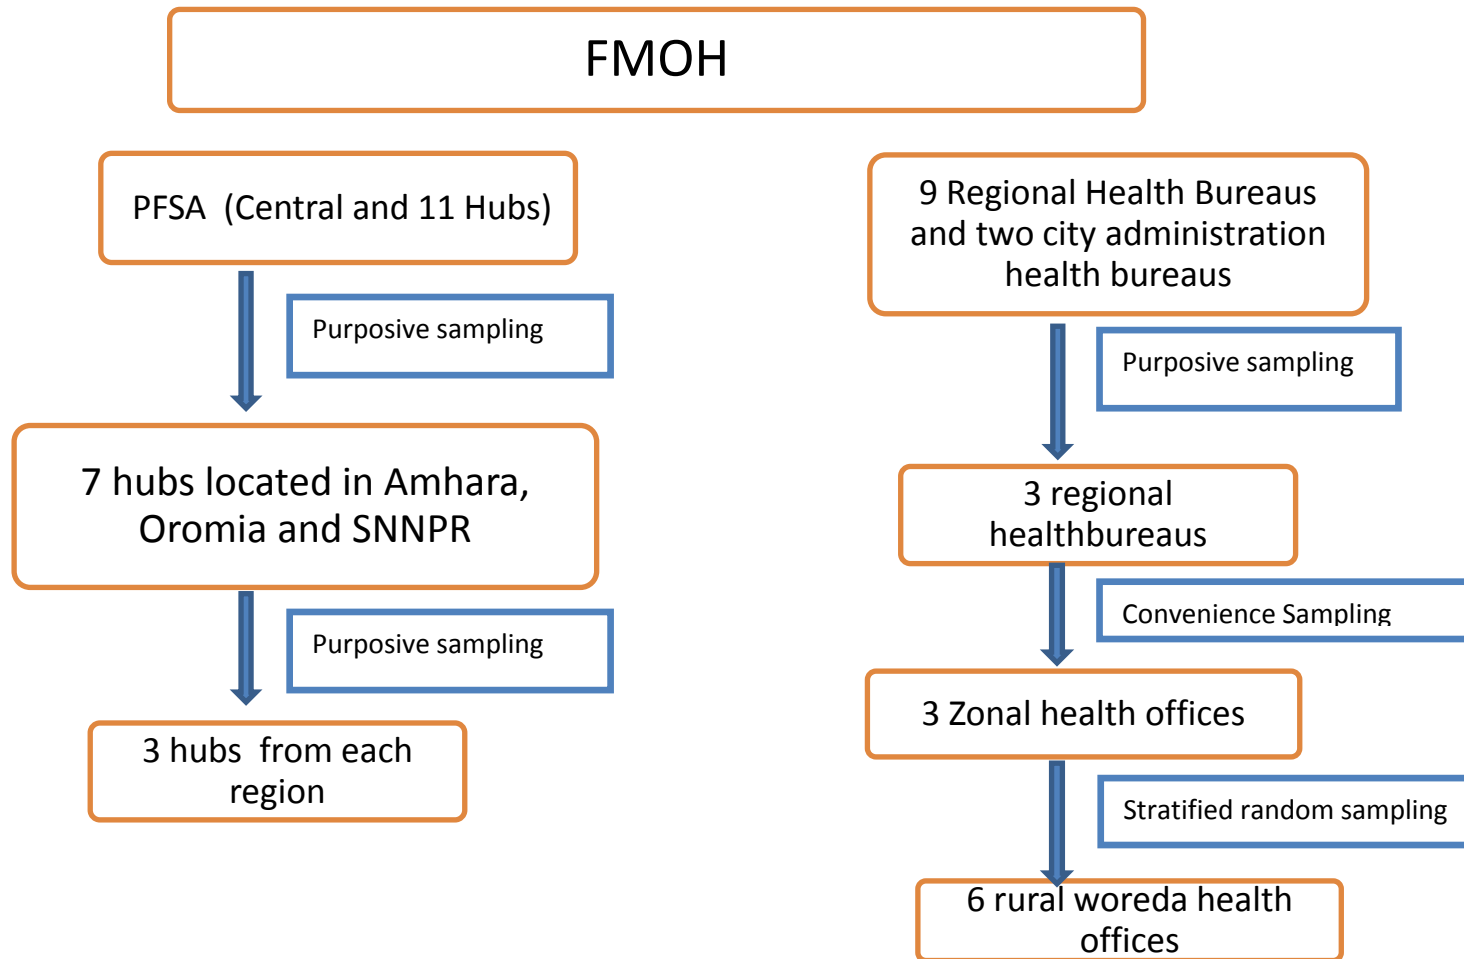 FMOH
PFSA (Central and 11 Hubs)
Purposive sampling
7 hubs located in Amhara,
Oromia and SNNPR
Purposive sampling
3 hubs from each
region
9 Regional Health Bureaus
and two city administration
health bureaus
Purposive sampling
3 regional
healthbureaus
Convenience Sampling
3 Zonal health offices
Stratified random sampling
6 rural woreda health
offices